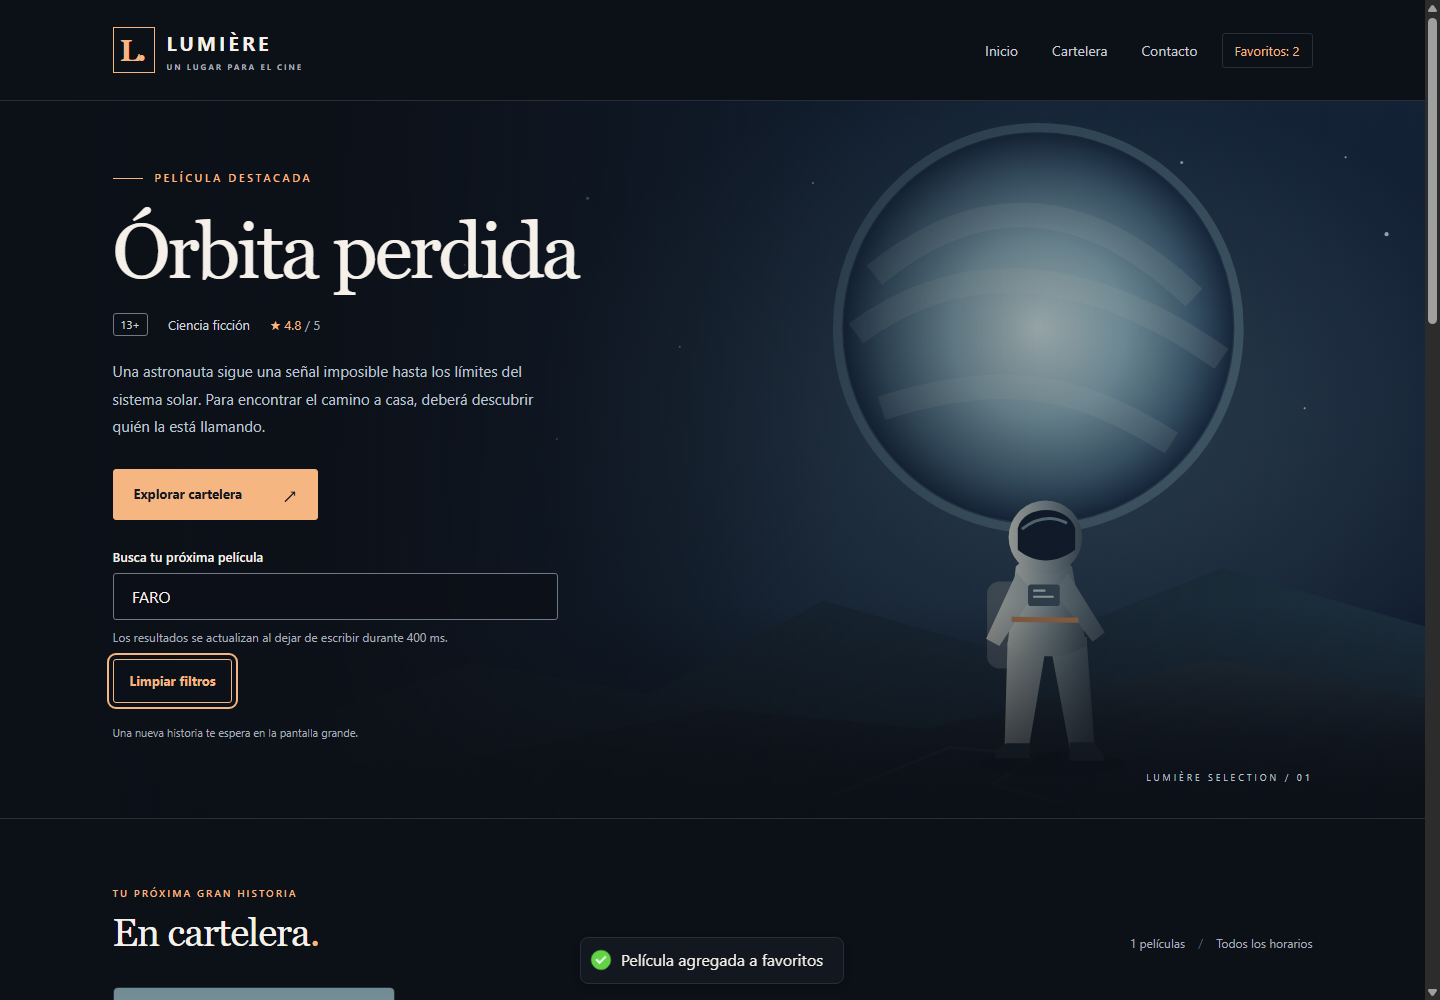 L.
LUMIÈRE
UN LUGAR PARA EL CINE
Inicio
Cartelera
Contacto
Favoritos: 2
PELÍCULA DESTACADA
Órbita perdida
13+
Ciencia ficción
★ 4.8 / 5
Una astronauta sigue una señal imposible hasta los límites del
sistema solar. Para encontrar el camino a casa, deberá descubrir
quién la está llamando.
Explorar cartelera ↗
Busca tu próxima película
FARO
Los resultados se actualizan al dejar de escribir durante 400 ms.
Limpiar filtros
Una nueva historia te espera en la pantalla grande.
LUMIÈRE SELECTION / 01
TU PRÓXIMA GRAN HISTORIA
En cartelera.
1 películas / Todos los horarios
Película agregada a favoritos